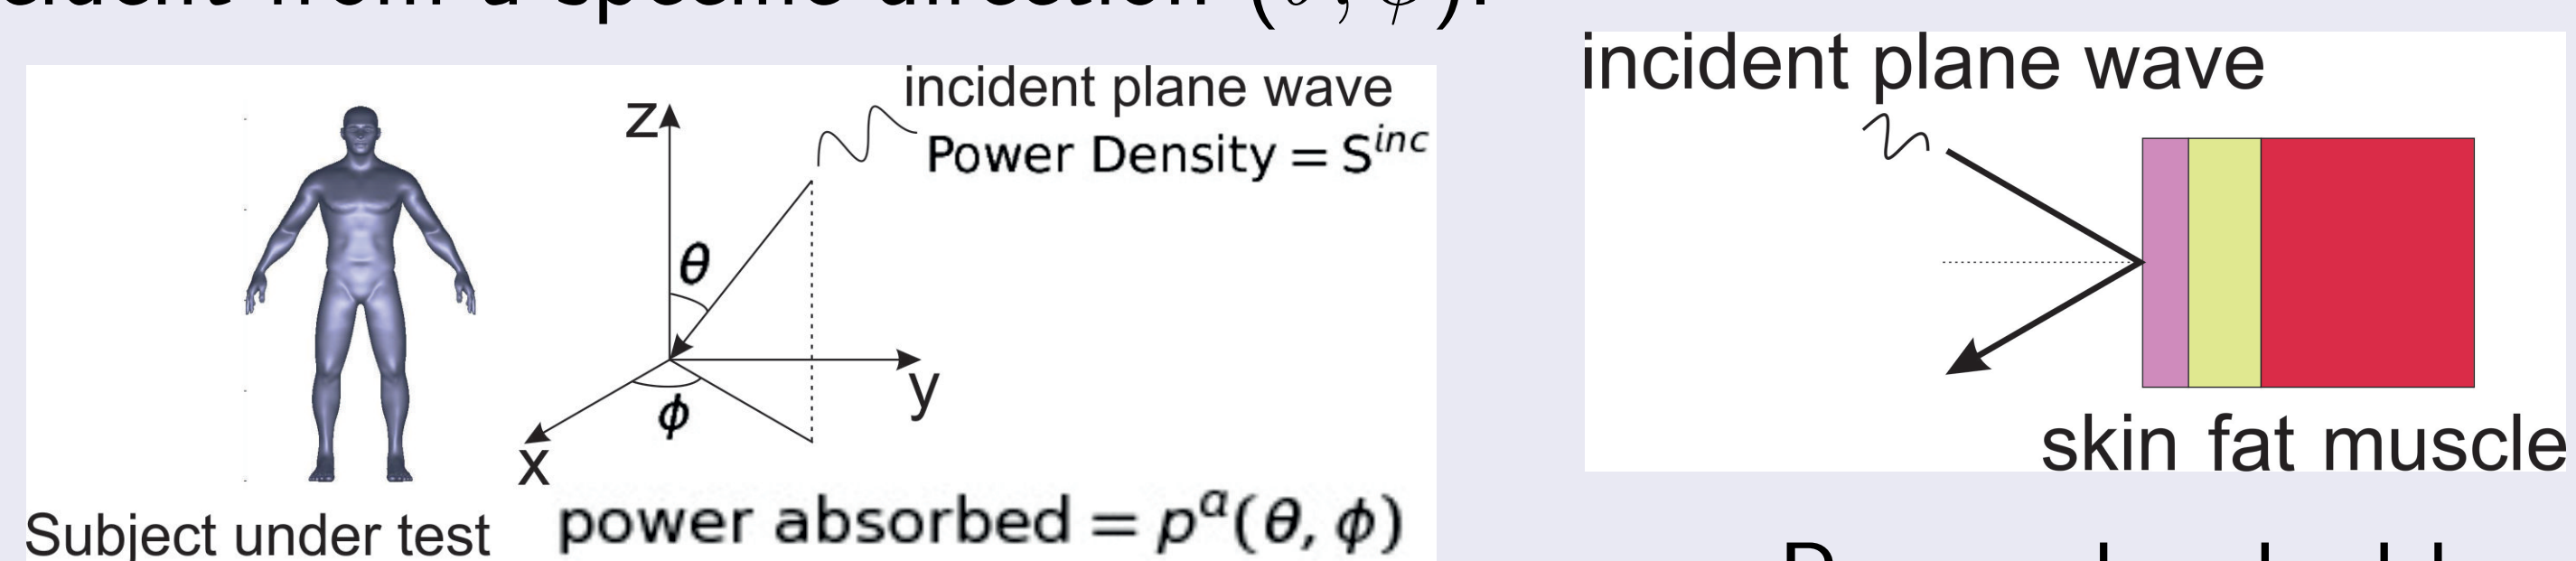 incident plane wave
Power Density = S^{inc}
z
θ
y
ϕ
x
power absorbed = p^{a}(θ, ϕ)
Subject under test
incident plane wave
skin fat muscle